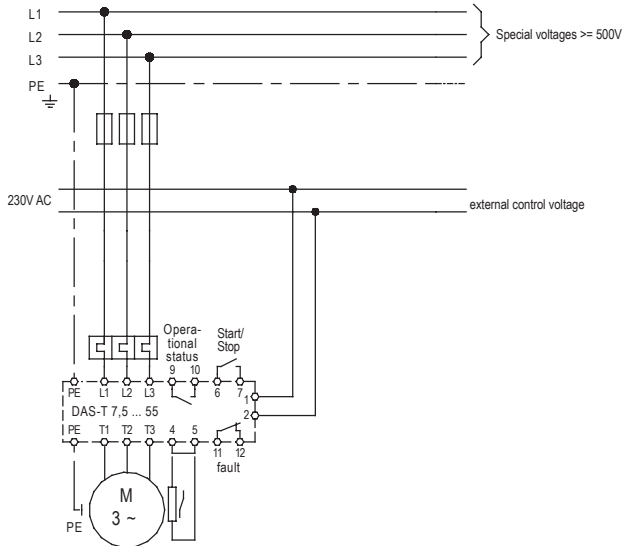 L1
L2
L3
PE
Special voltages >= 500V
230V AC
external control voltage
Opera-
tional
status
Start/
Stop
9 10 6 7
PE L1 L2 L3
1
DAS-T 7,5 ... 55
2
PE T1 T2 T3 4 5
11 12
fault
M
3 ~
PE